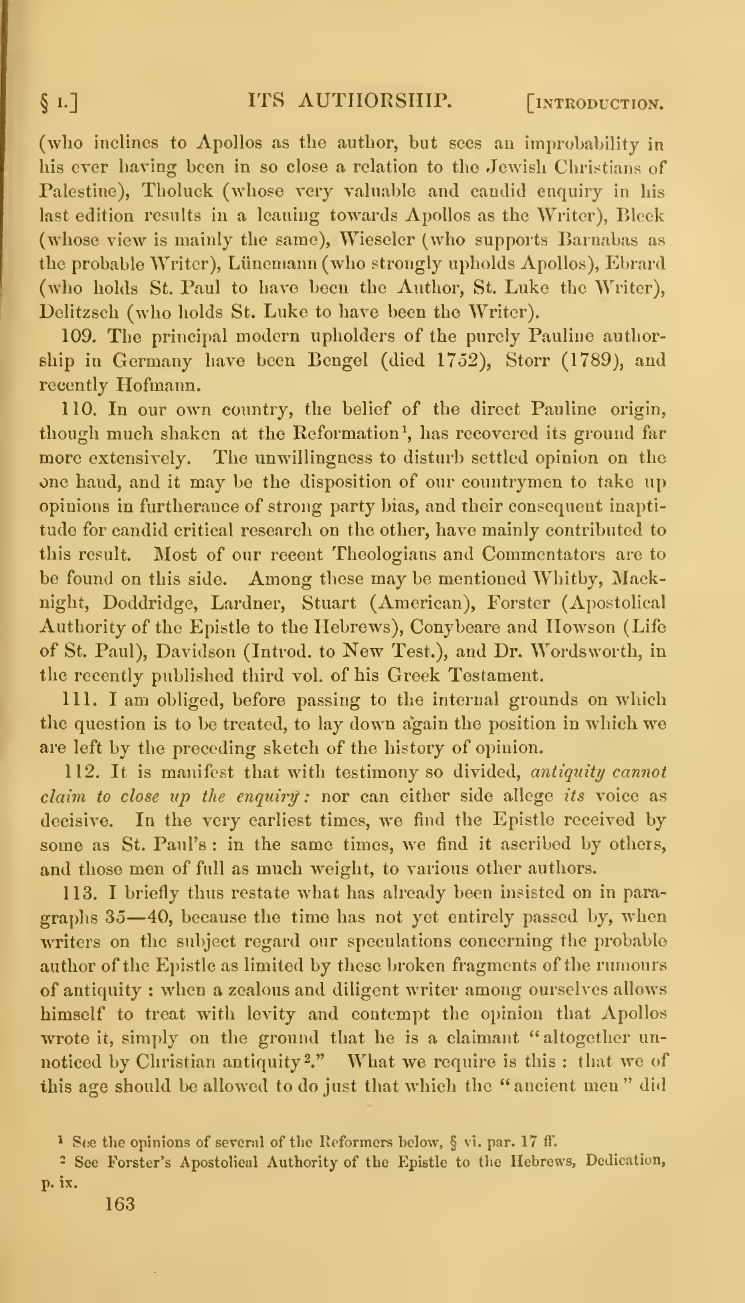 § 1.] ITS AUTHORSHIP. [INTRODUCTION.
(who inclines to Apollos as the author, but sees an improbability in
his ever having been in so close a relation to the Jewish Christians of
Palestine), Tholuck (whose very valuable and candid enquiry in his
last edition results in a leaning towards Apollos as the Writer), Bleek
(whose view is mainly the same), Wieseler (who supports Barnabas as
the probable Writer), Lünemann (who strongly upholds Apollos), Ebrard
(who holds St. Paul to have been the Author, St. Luke the Writer),
Delitzsch (who holds St. Luke to have been the Writer).
109. The principal modern upholders of the purely Pauline author-
ship in Germany have been Bengel (died 1752), Storr (1789), and
recently Hofmann.
110. In our own country, the belief of the direct Pauline origin,
though much shaken at the Reformation¹, has recovered its ground far
more extensively. The unwillingness to disturb settled opinion on the
one hand, and it may be the disposition of our countrymen to take up
opinions in furtherance of strong party bias, and their consequent inapti-
tude for candid critical research on the other, have mainly contributed to
this result. Most of our recent Theologians and Commentators are to
be found on this side. Among these may be mentioned Whitby, Mack-
night, Doddridge, Lardner, Stuart (American), Forster (Apostolical
Authority of the Epistle to the Hebrews), Conybeare and Howson (Life
of St. Paul), Davidson (Introd. to New Test.), and Dr. Wordsworth, in
the recently published third vol. of his Greek Testament.
111. I am obliged, before passing to the internal grounds on which
the question is to be treated, to lay down again the position in which we
are left by the preceding sketch of the history of opinion.
112. It is manifest that with testimony so divided, antiquity cannot
claim to close up the enquiry: nor can either side allege its voice as
decisive. In the very earliest times, we find the Epistle received by
some as St. Paul's : in the same times, we find it ascribed by others,
and those men of full as much weight, to various other authors.
113. I briefly thus restate what has already been insisted on in para-
graphs 35—40, because the time has not yet entirely passed by, when
writers on the subject regard our speculations concerning the probable
author of the Epistle as limited by these broken fragments of the rumours
of antiquity : when a zealous and diligent writer among ourselves allows
himself to treat with levity and contempt the opinion that Apollos
wrote it, simply on the ground that he is a claimant “ altogether un-
noticed by Christian antiquity².” What we require is this : that we of
this age should be allowed to do just that which the “ ancient men ” did
¹ See the opinions of several of the Reformers below, § vi. par. 17 ff.
² See Forster's Apostolical Authority of the Epistle to the Hebrews, Dedication,
p. ix.
163